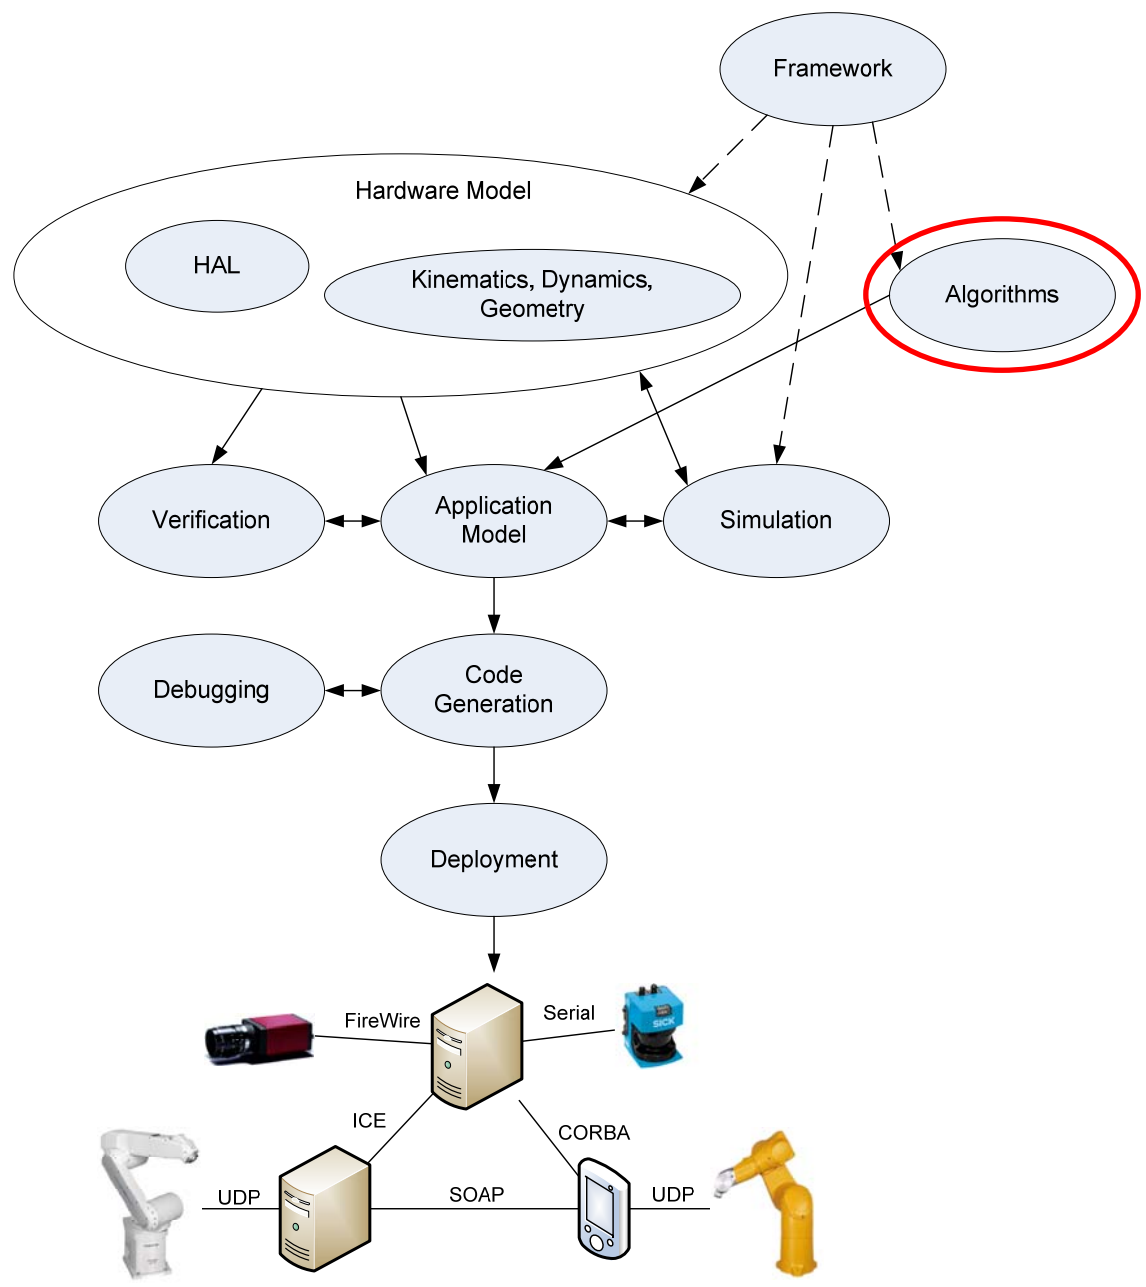 Framework
Hardware Model
HAL
Kinematics, Dynamics,
Geometry
Algorithms
Verification
Application
Model
Simulation
Debugging
Code
Generation
Deployment
FireWire
Serial
SICK
ICE
CORBA
UDP
SOAP
UDP